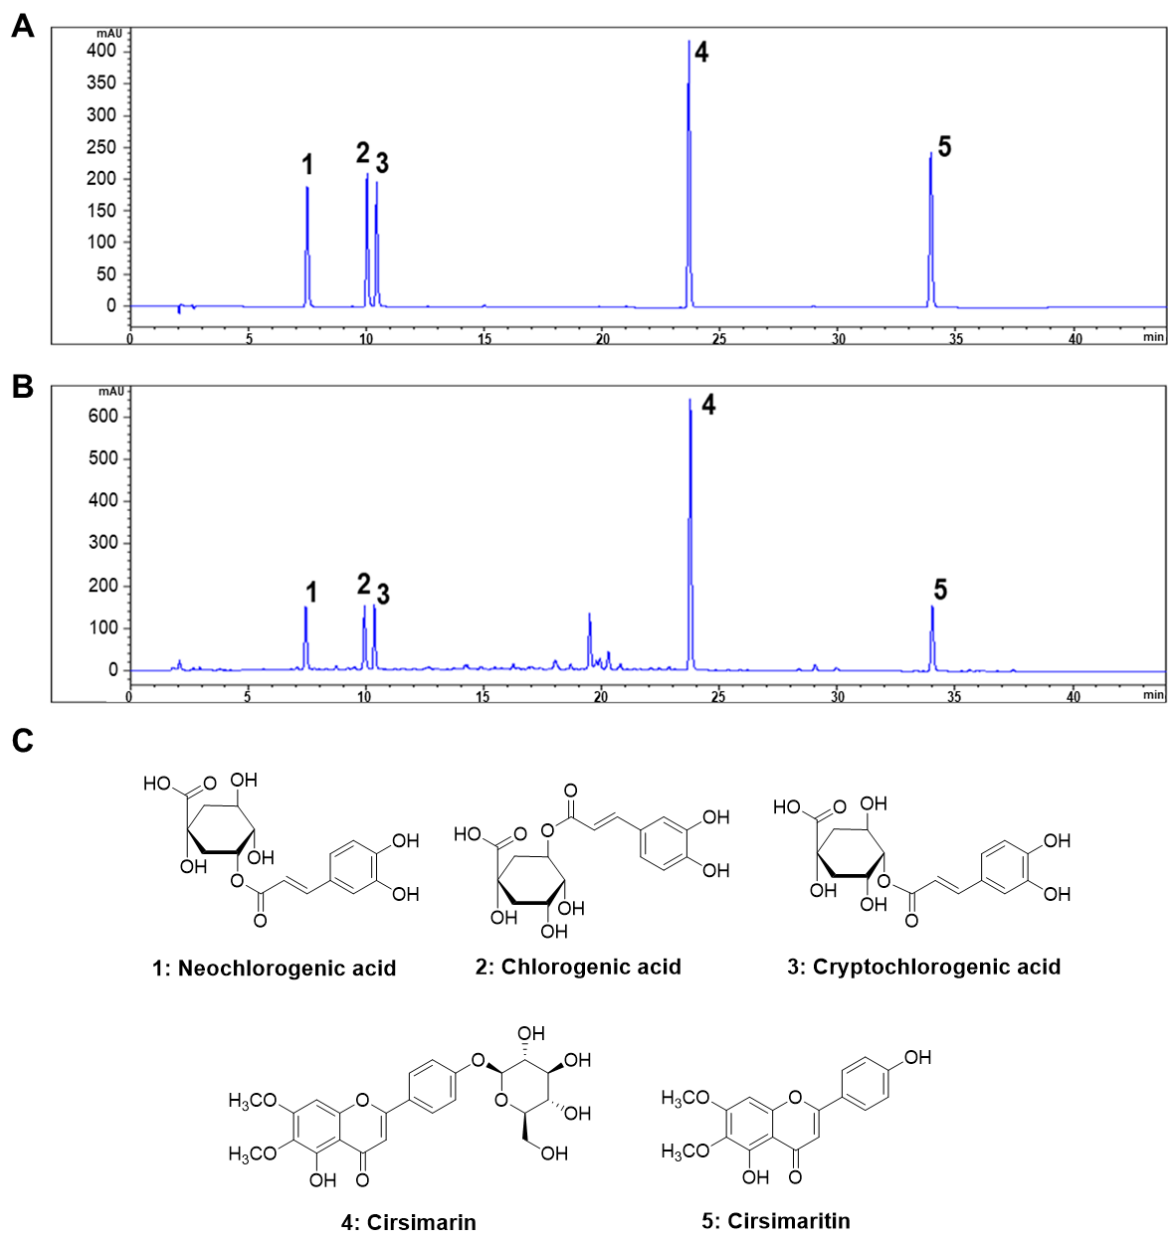 A
mAU
400
350
300
250
200
150
100
50
0
1
2
3
4
5
0 5 10 15 20 25 30 35 40 min
B
mAU
600
500
400
300
200
100
0
1
2
3
4
5
0 5 10 15 20 25 30 35 40 min
C
HO O OH
OH OH
O
O
OH
OH
1: Neochlorogenic acid
O
HO O O
OH OH
OH
OH
OH
2: Chlorogenic acid
HO O OH
OH OH
O
O
OH
OH
3: Cryptochlorogenic acid
OH
O OH
O OH
OH
H₃CO O
H₃CO
OH O
4: Cirsimarin
OH
H₃CO O
H₃CO
OH O
5: Cirsimaritin